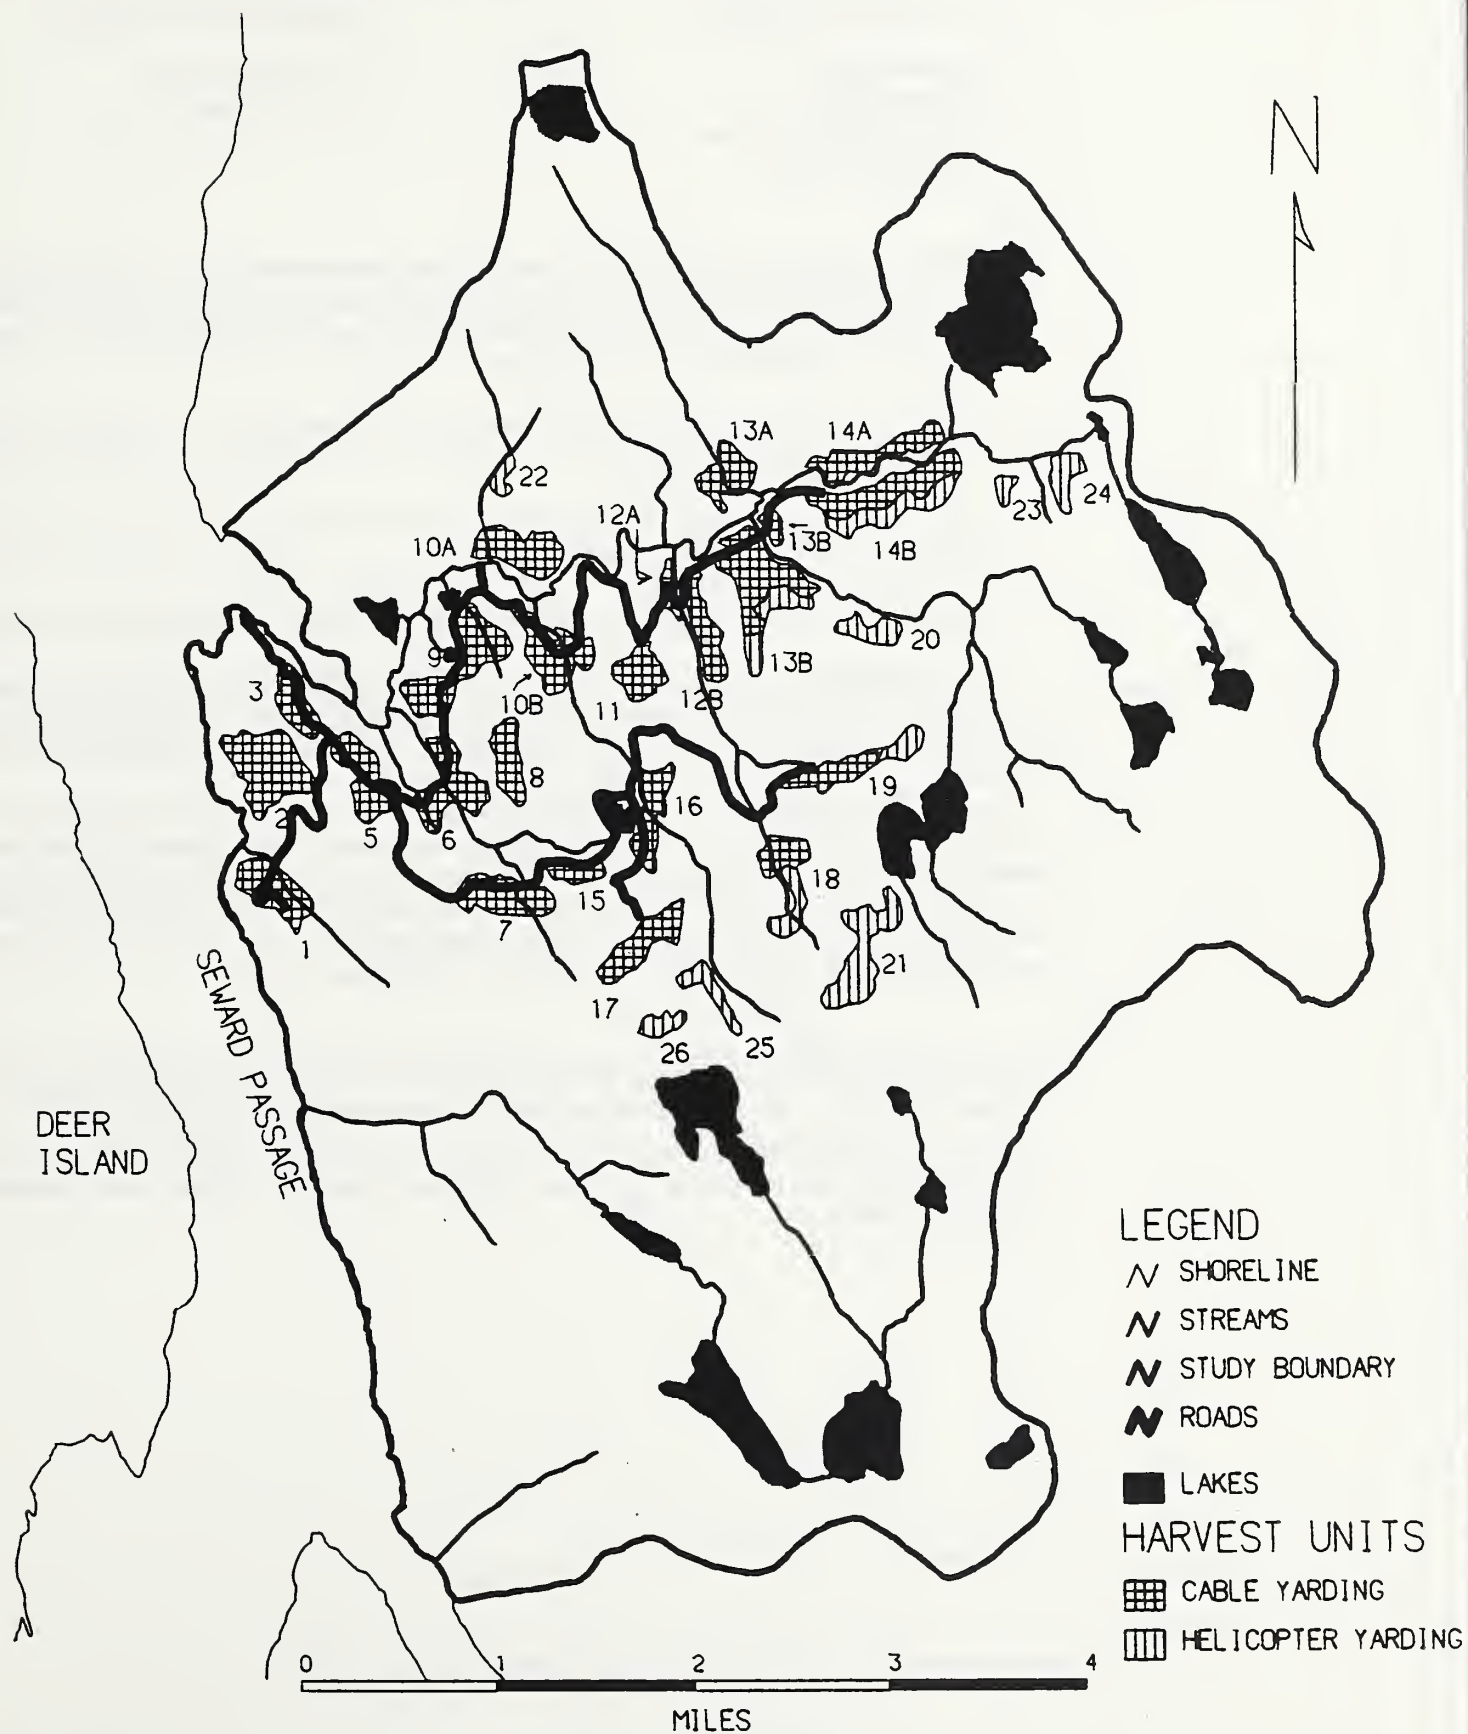 N
13A
14A
22
23
24
12A
13B
14B
10A
20
9
13B
3
10B
11
12B
8
19
16
2
5
6
18
15
7
1
21
17
26
25
SEWARD PASSAGE
DEER
ISLAND
LEGEND
SHORELINE
STREAMS
STUDY BOUNDARY
ROADS
LAKES
HARVEST UNITS
CABLE YARDING
HELICOPTER YARDING
0 1 2 3 4
MILES